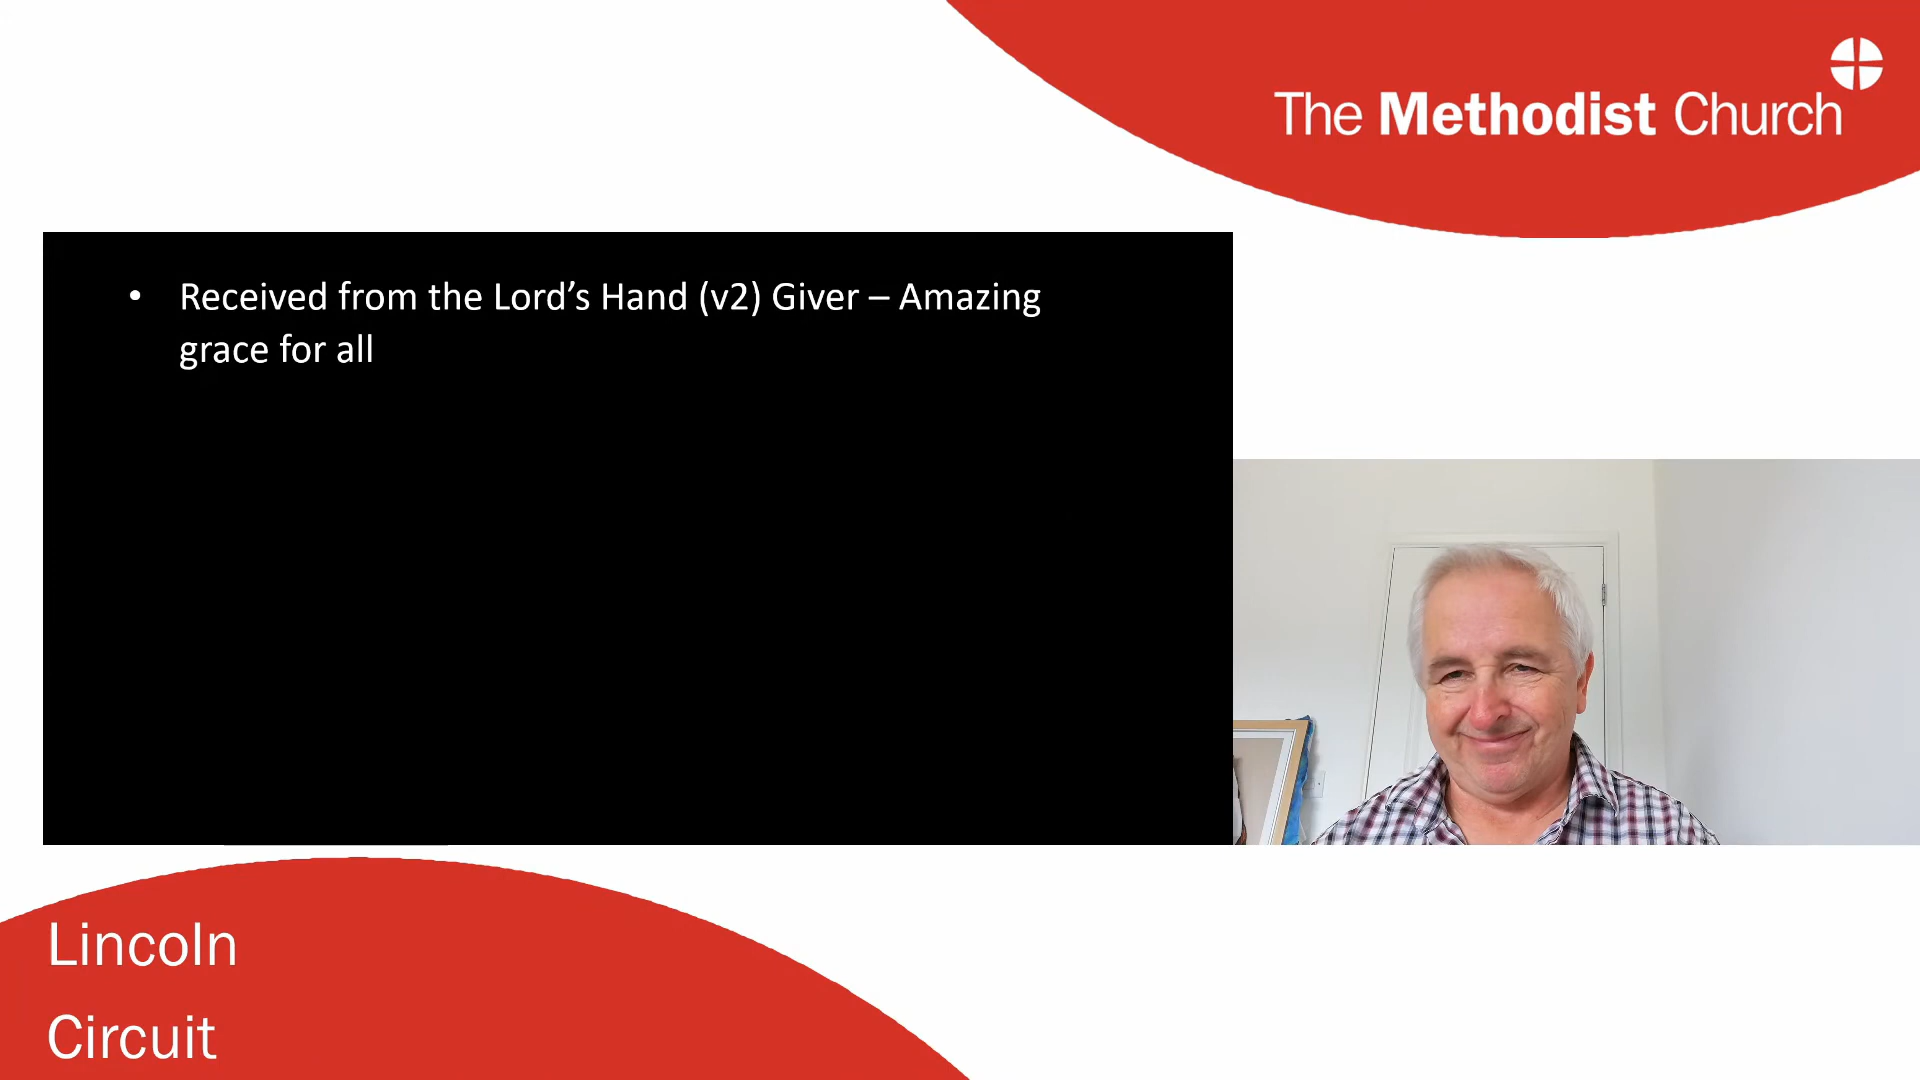 The Methodist Church
• Received from the Lord’s Hand (v2) Giver – Amazing
grace for all
Lincoln
Circuit